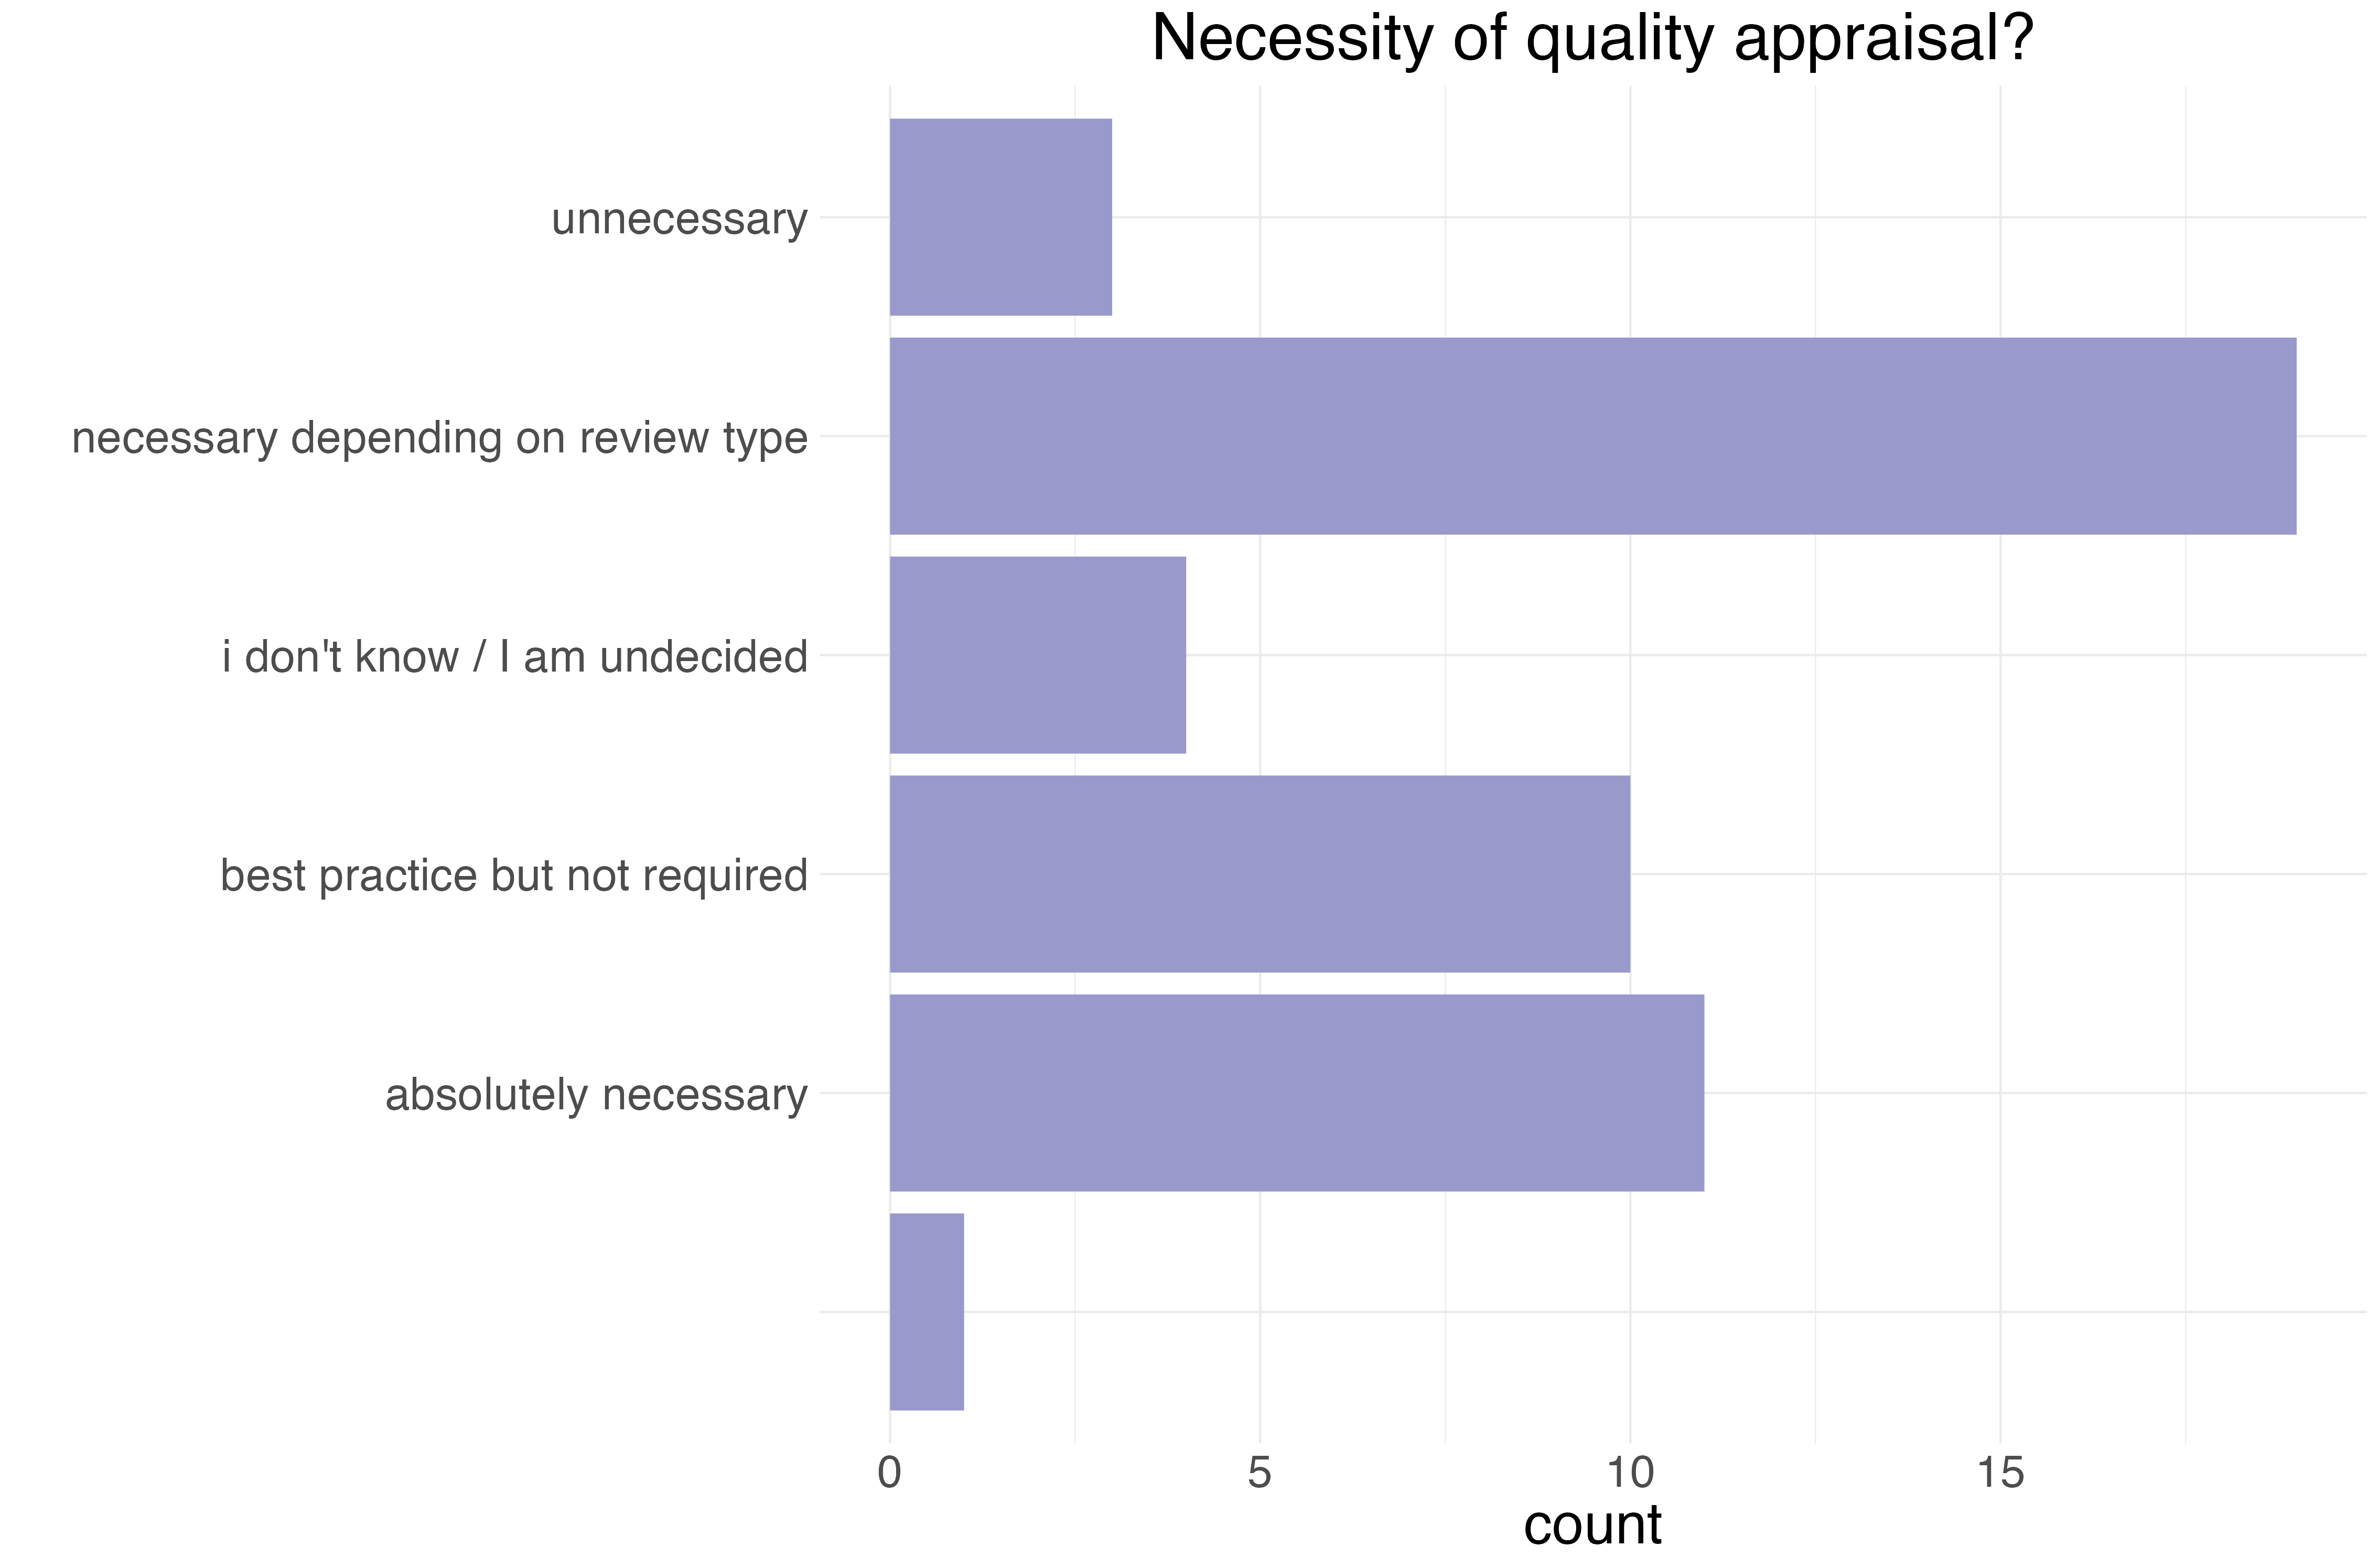 Necessity of quality appraisal?
unnecessary
necessary depending on review type
i don't know / I am undecided
best practice but not required
absolutely necessary
0 5 10 15
count